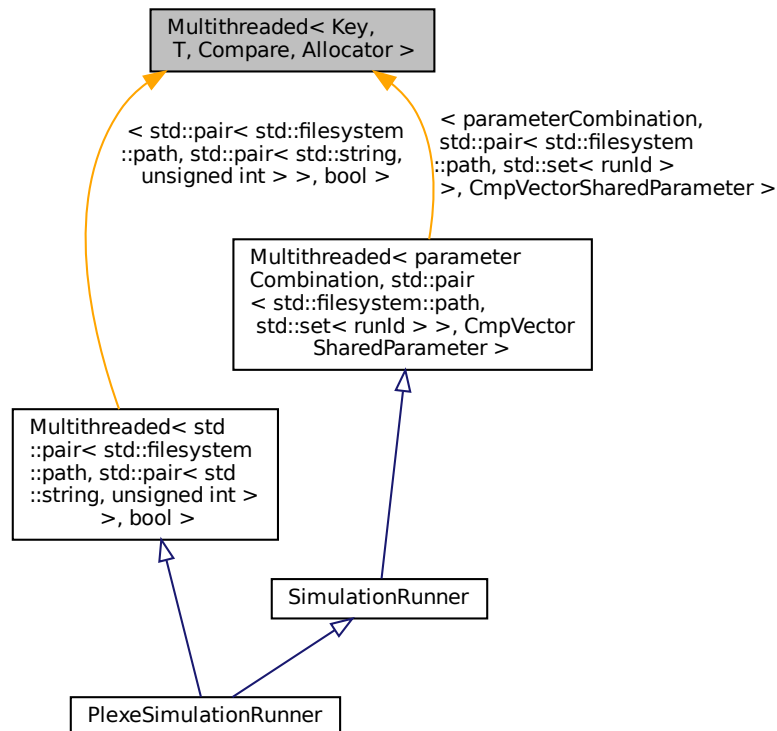 Multithreaded< Key,
T, Compare, Allocator >
< std::pair< std::filesystem
::path, std::pair< std::string,
unsigned int > >, bool >
< parameterCombination,
std::pair< std::filesystem
::path, std::set< runId >
>, CmpVectorSharedParameter >
Multithreaded< parameter
Combination, std::pair
< std::filesystem::path,
std::set< runId > >, CmpVector
SharedParameter >
Multithreaded< std
::pair< std::filesystem
::path, std::pair< std
::string, unsigned int >
>, bool >
SimulationRunner
PlexeSimulationRunner